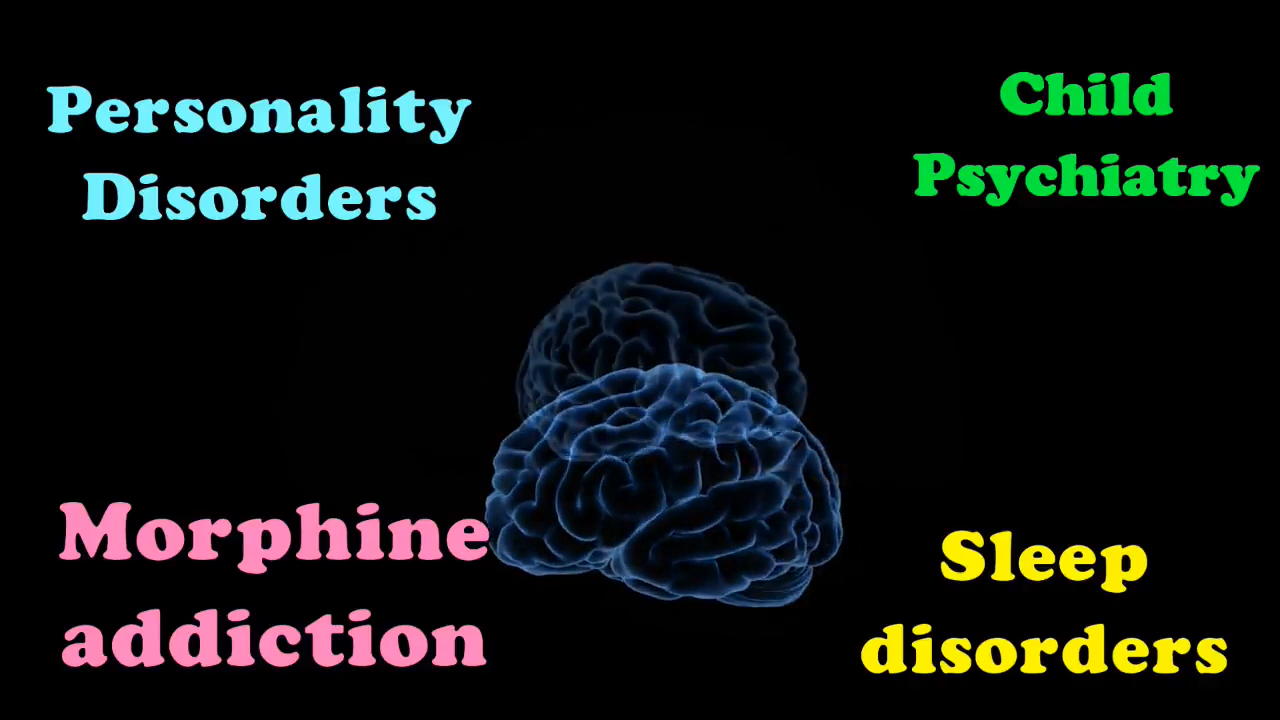 Personality
Disorders
Child
Psychiatry
Morphine
addiction
Sleep
disorders